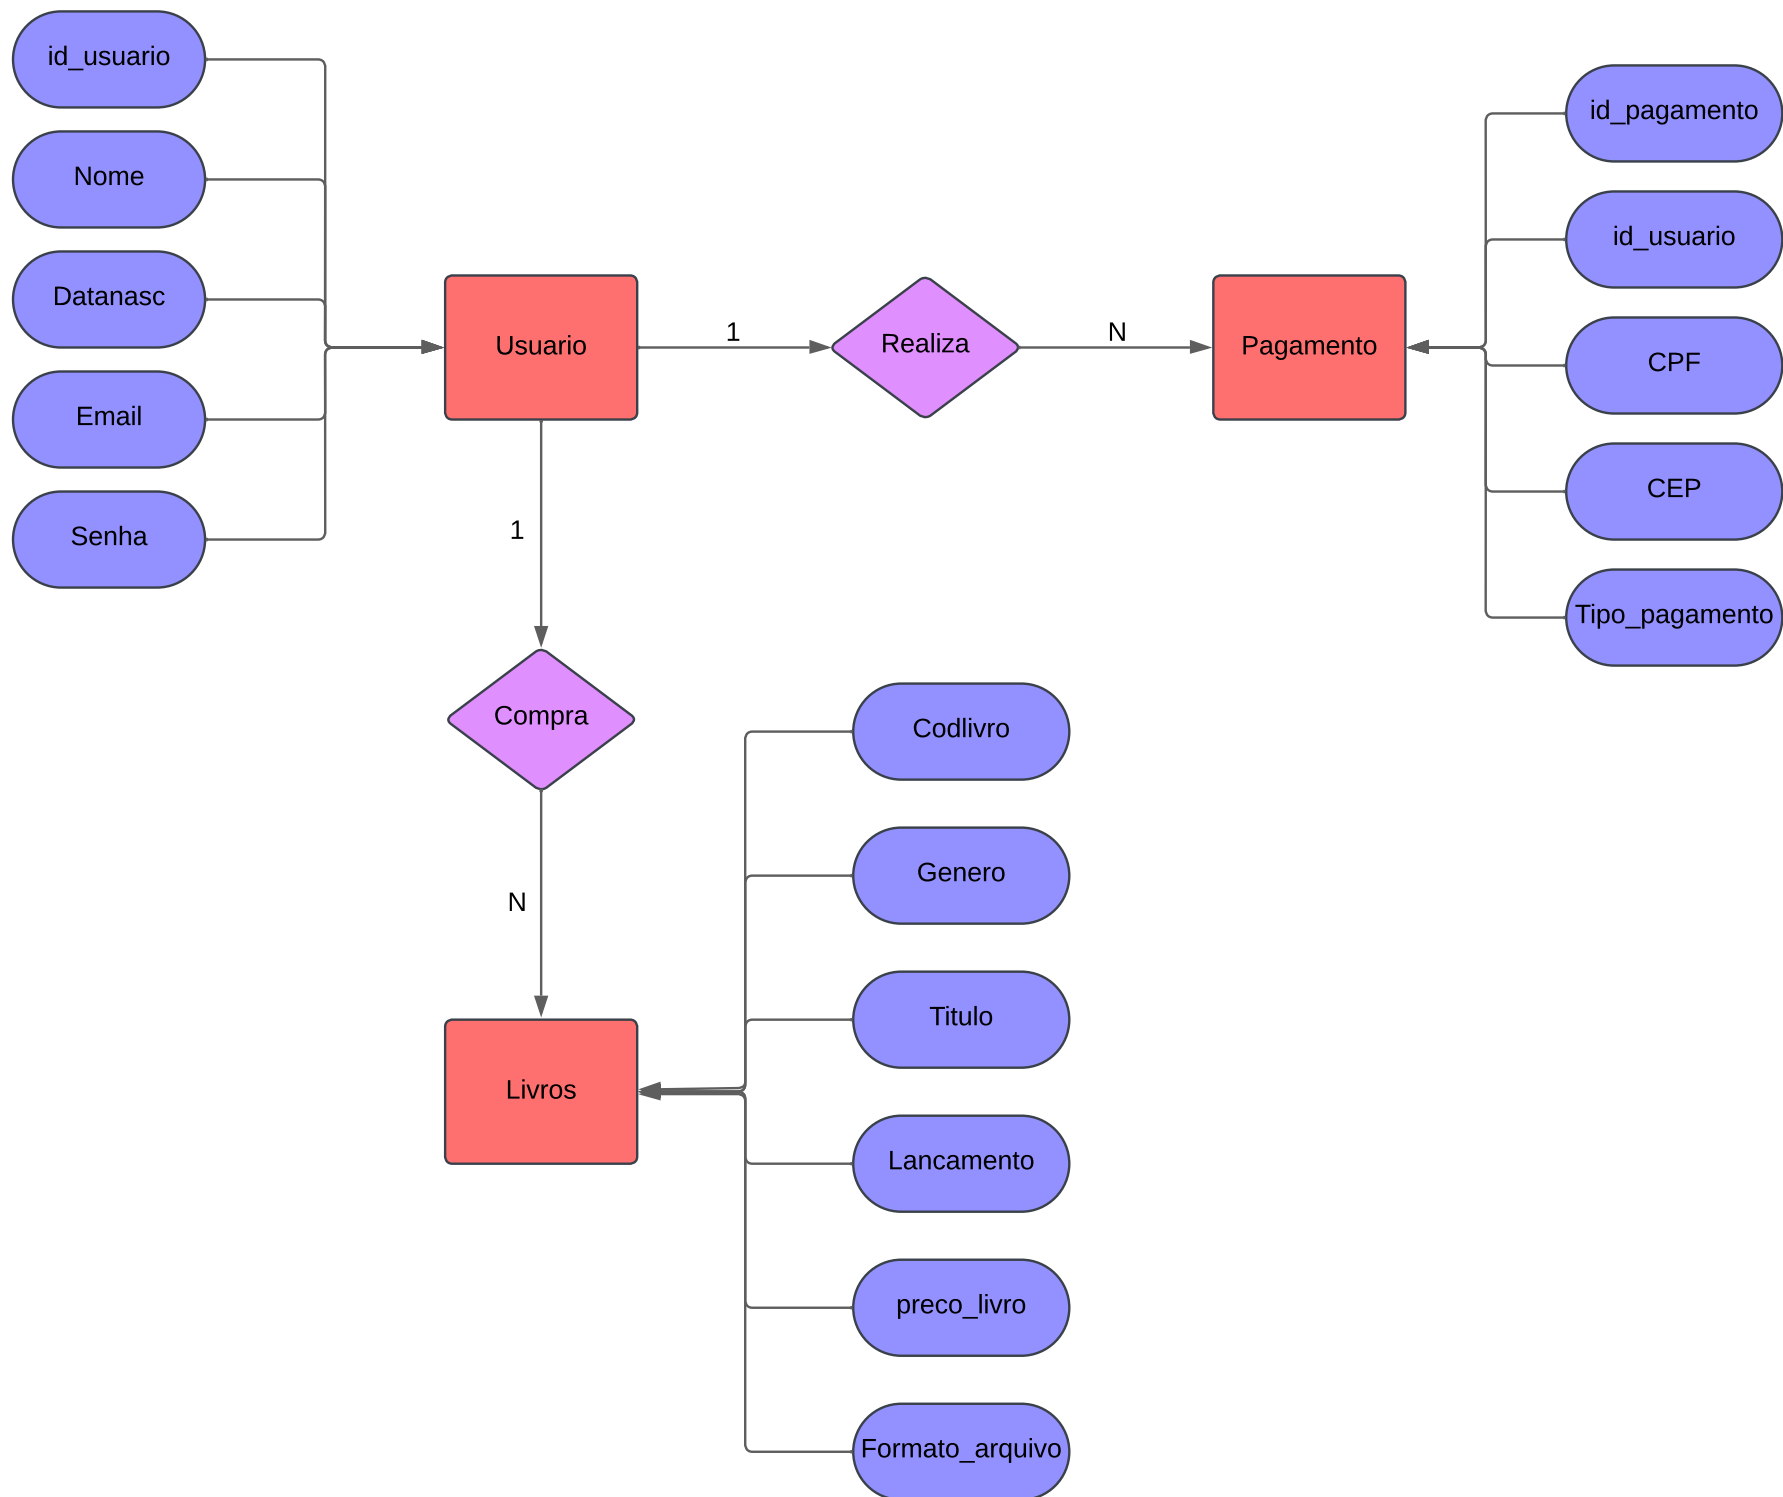 id_usuario
Nome
Datanasc
Email
Senha
Usuario
1
Realiza
N
Pagamento
id_pagamento
id_usuario
CPF
CEP
Tipo_pagamento
1
Compra
N
Livros
Codlivro
Genero
Titulo
Lancamento
preco_livro
Formato_arquivo